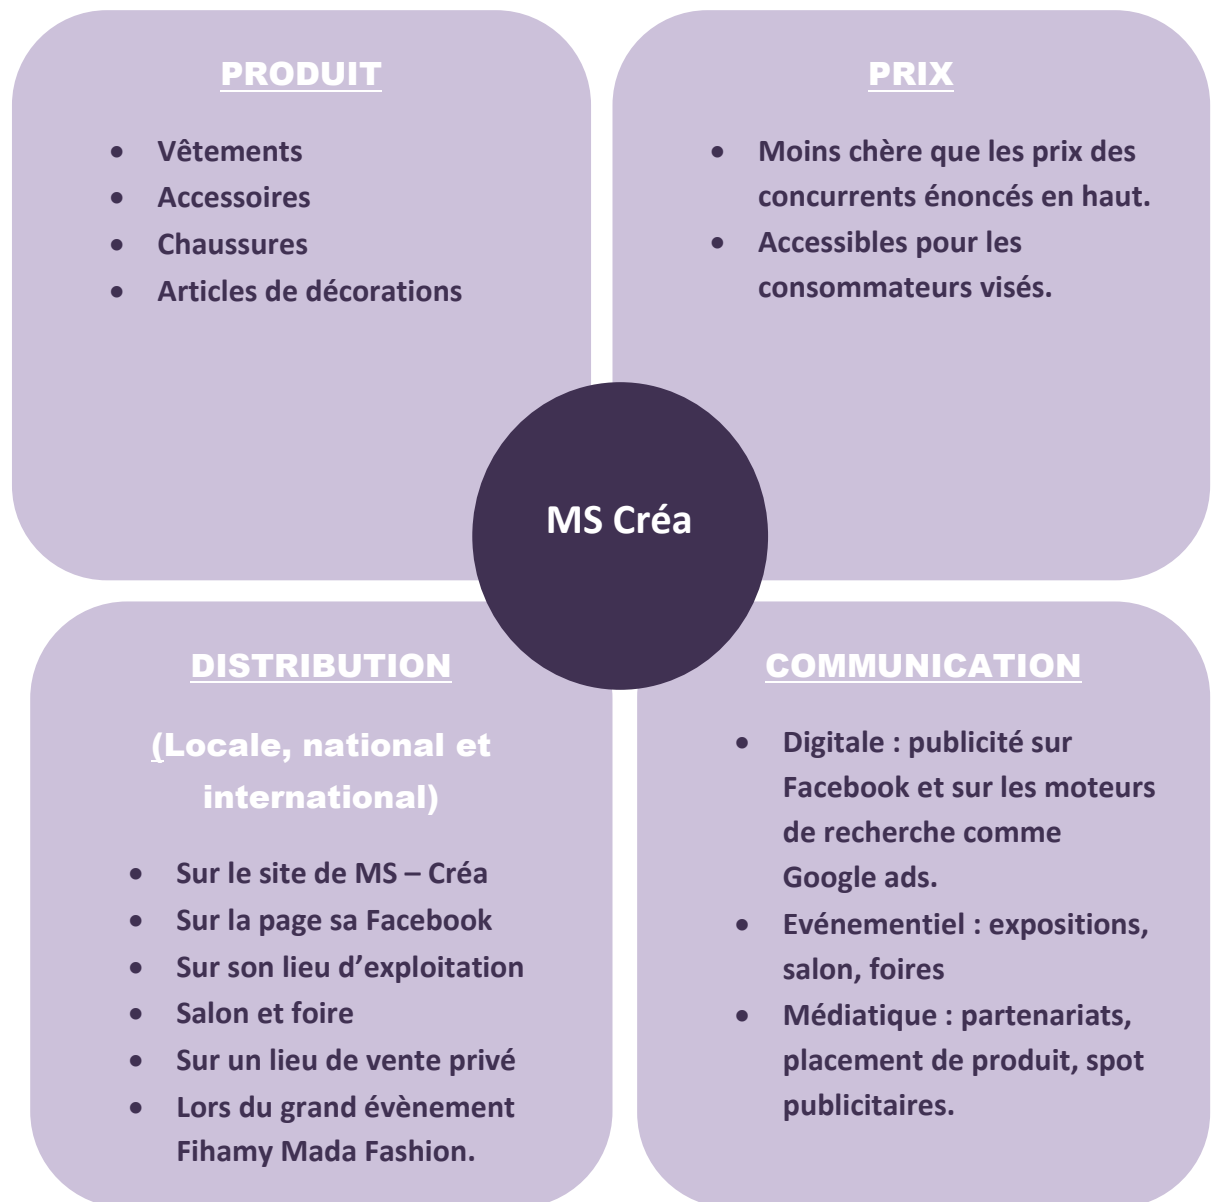 PRODUIT
• Vêtements
• Accessoires
• Chaussures
• Articles de décorations
PRIX
• Moins chère que les prix des
concurrents énoncés en haut.
• Accessibles pour les
consommateurs visés.
MS Créa
DISTRIBUTION
(Locale, national et
international)
• Sur le site de MS – Créa
• Sur la page sa Facebook
• Sur son lieu d’exploitation
• Salon et foire
• Sur un lieu de vente privé
• Lors du grand évènement
Fihamy Mada Fashion.
COMMUNICATION
• Digitale : publicité sur
Facebook et sur les moteurs
de recherche comme
Google ads.
• Evénementiel : expositions,
salon, foires
• Médiatique : partenariats,
placement de produit, spot
publicitaires.